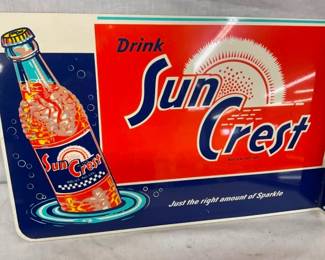 Drink
Sun
Crest
Sun
Crest
Just the right amount of Sparkle